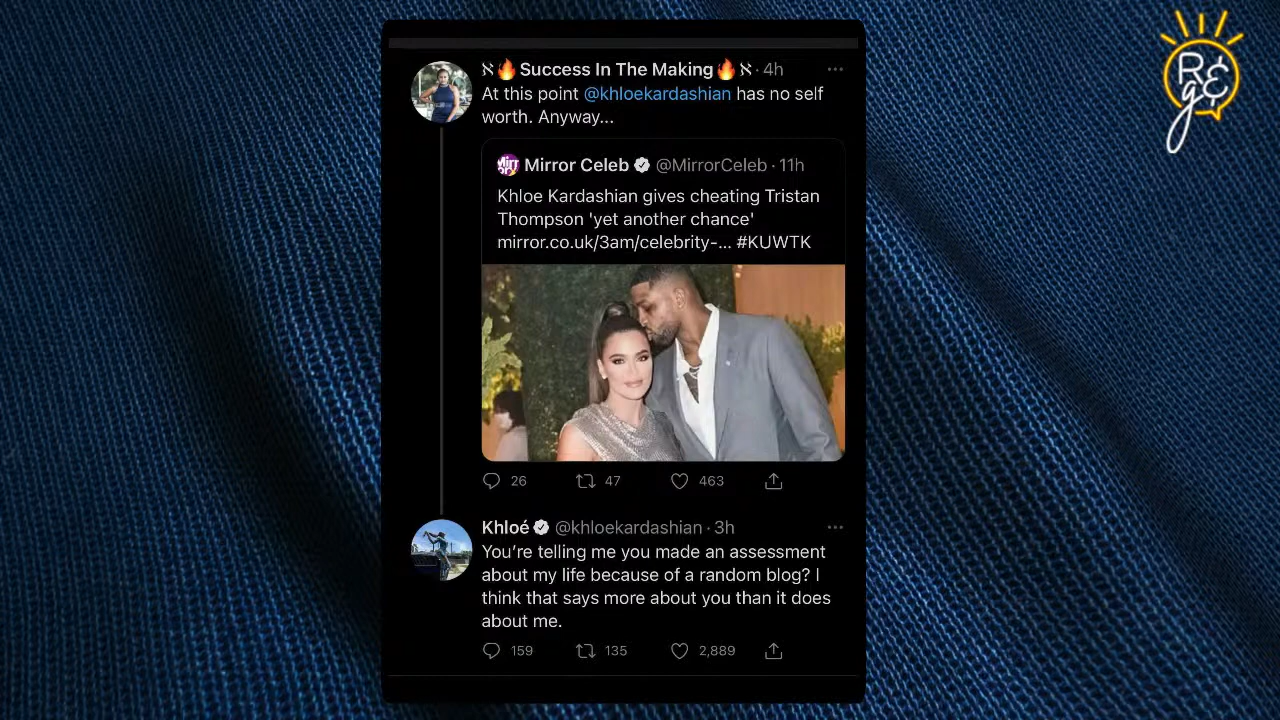 ℵ🔥Success In The Making🔥ℵ · 4h
At this point @khloekardashian has no self
worth. Anyway...
Mirror Celeb @MirrorCeleb · 11h
Khloe Kardashian gives cheating Tristan
Thompson 'yet another chance'
mirror.co.uk/3am/celebrity-... #KUWTK
26 47 463
Khloé @khloekardashian · 3h
You’re telling me you made an assessment
about my life because of a random blog? I
think that says more about you than it does
about me.
159 135 2,889